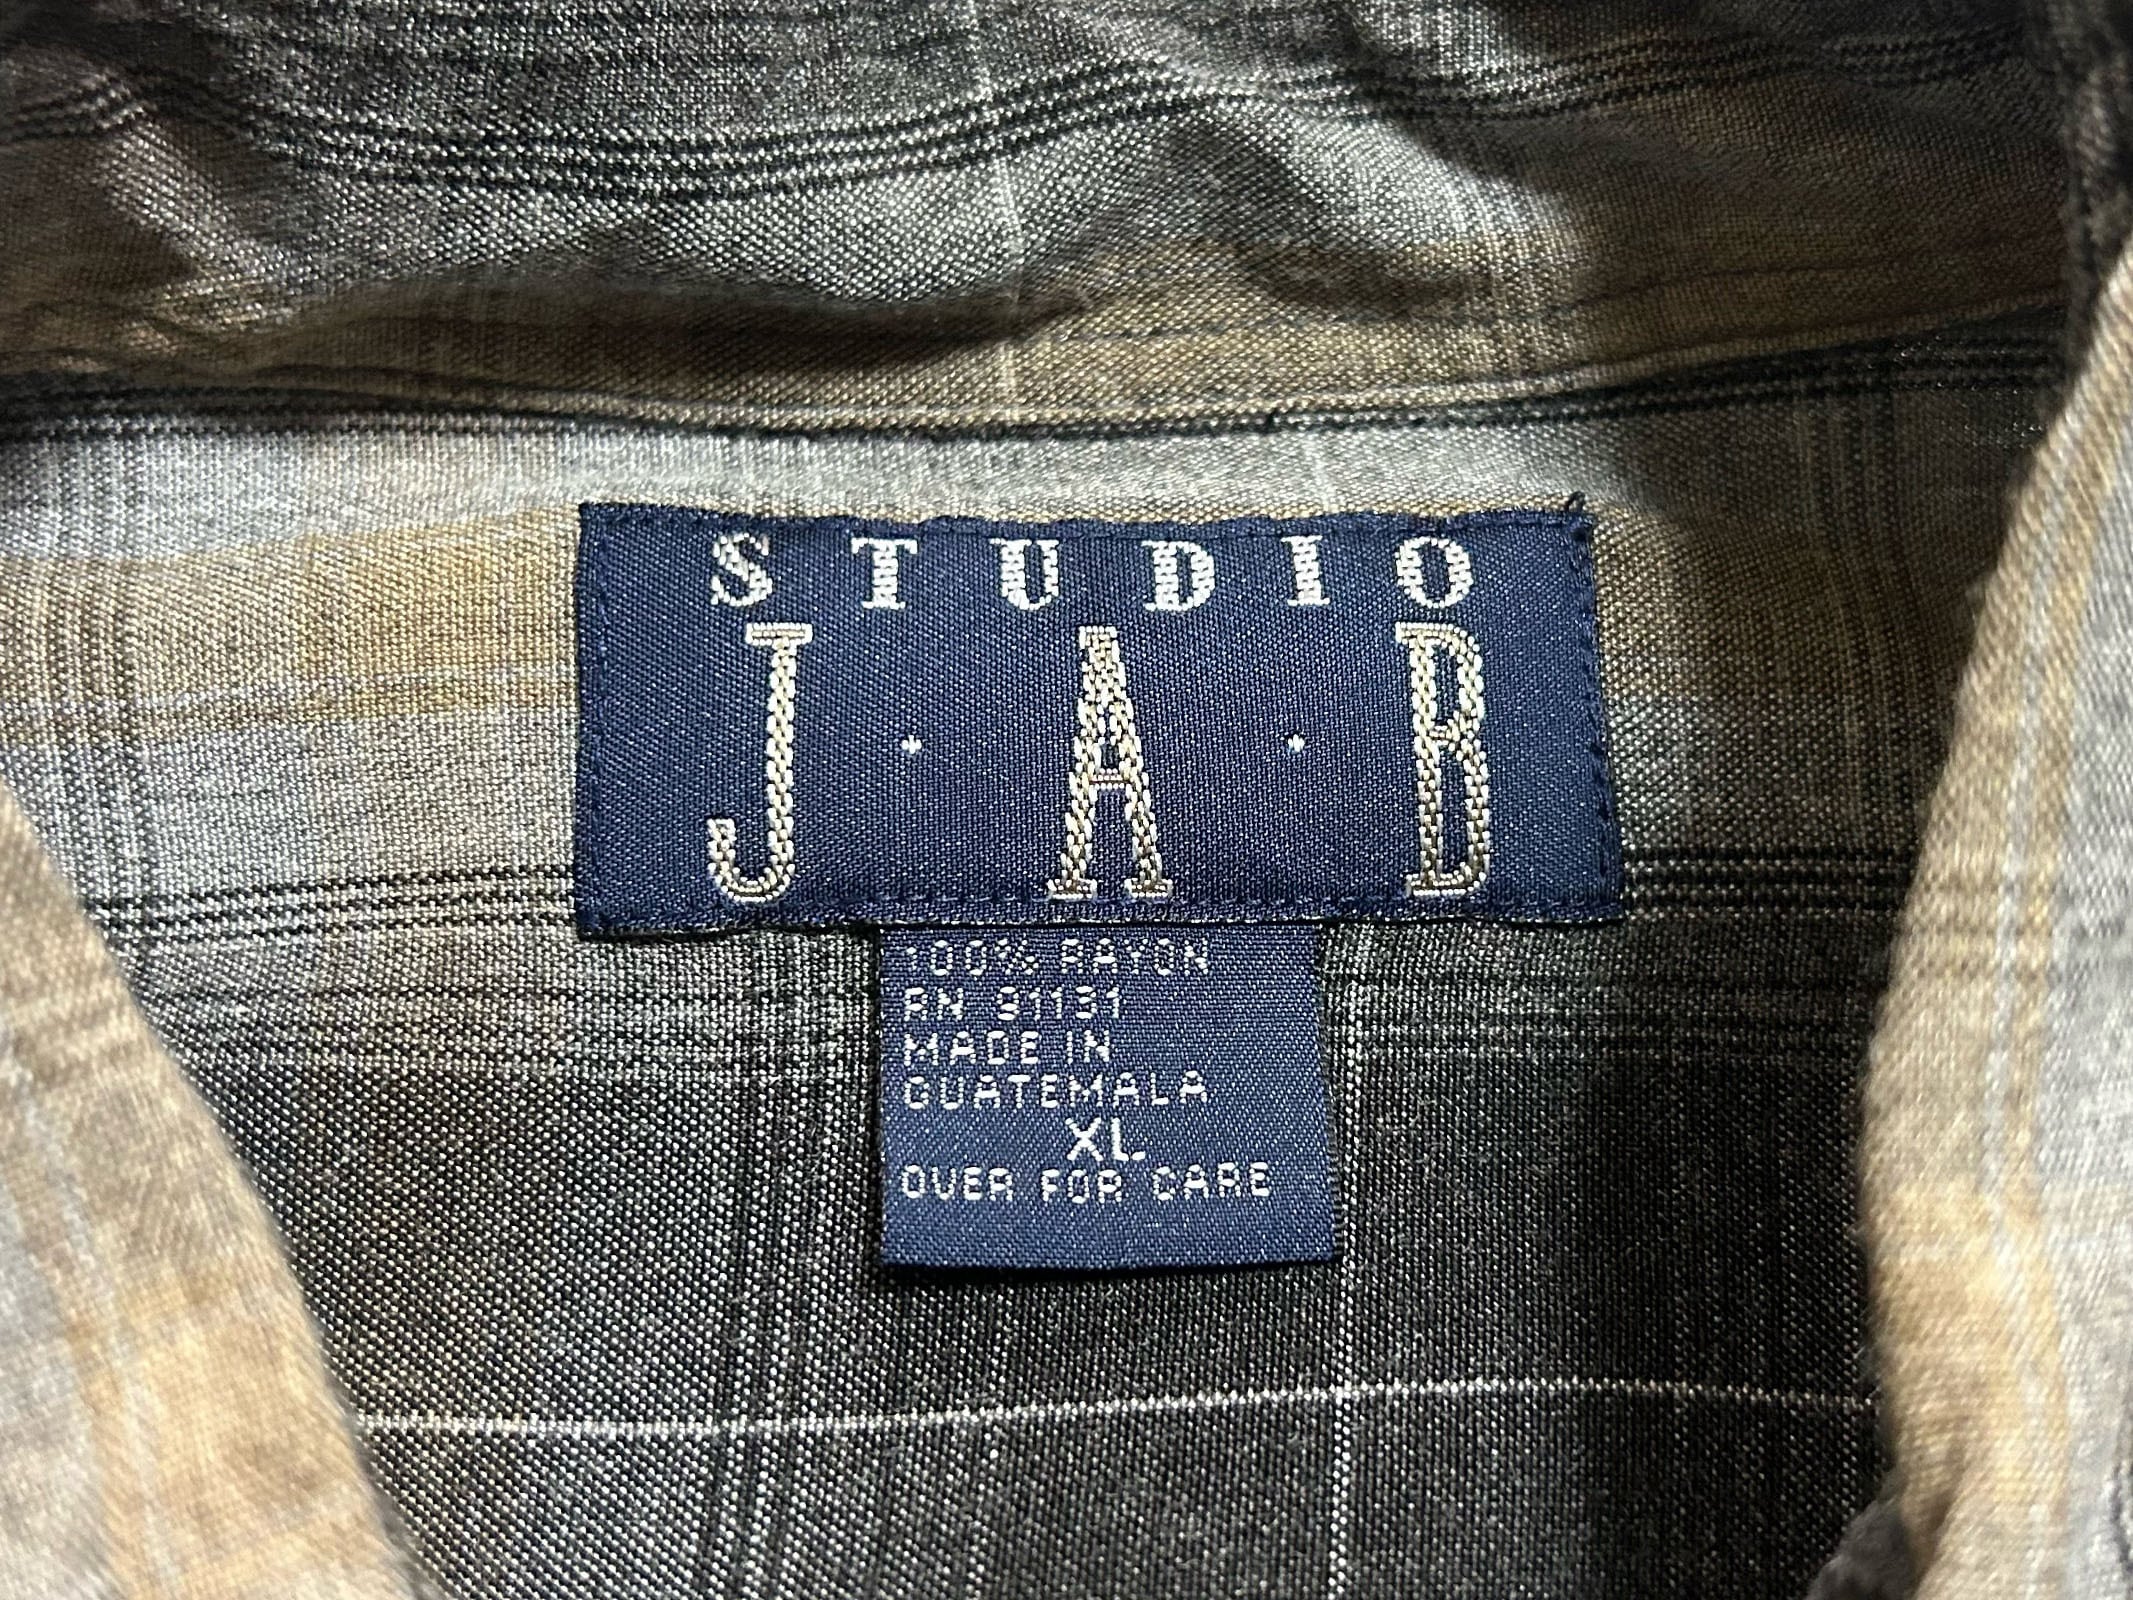 STUDIO
J·A·B
100% RAYON
RN 91131
MADE IN
GUATEMALA
XL
OVER FOR CARE